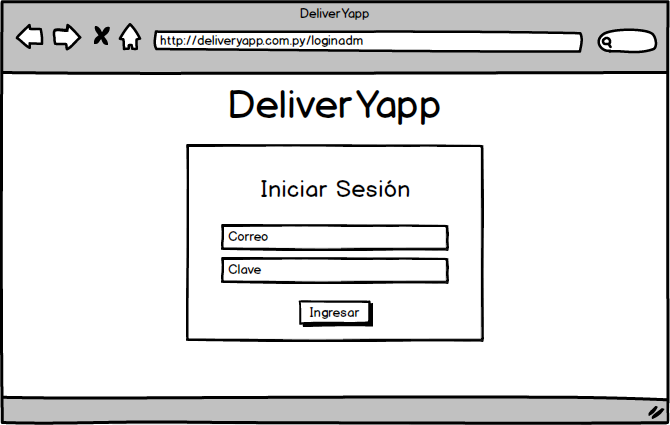 DeliverYapp
http://deliveryapp.com.py/loginadm
DeliverYapp
Iniciar Sesión
Correo
Clave
Ingresar